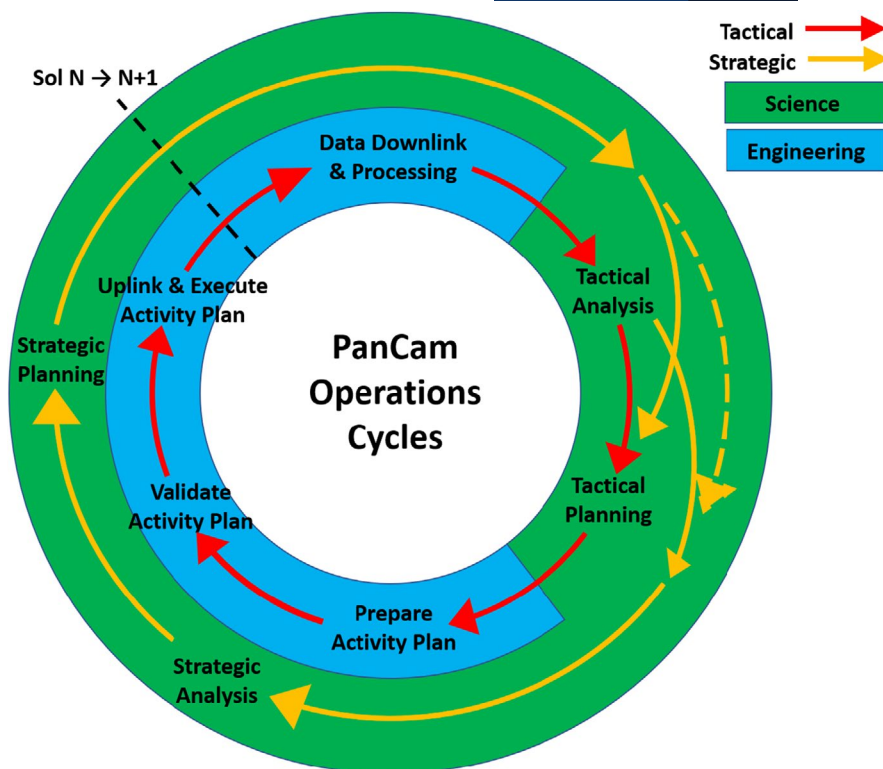 Tactical
Strategic
Science
Engineering
Sol N → N+1
Data Downlink
& Processing
Uplink & Execute
Activity Plan
Tactical
Analysis
Strategic
Planning
PanCam
Operations
Cycles
Validate
Activity Plan
Tactical
Planning
Prepare
Activity Plan
Strategic
Analysis